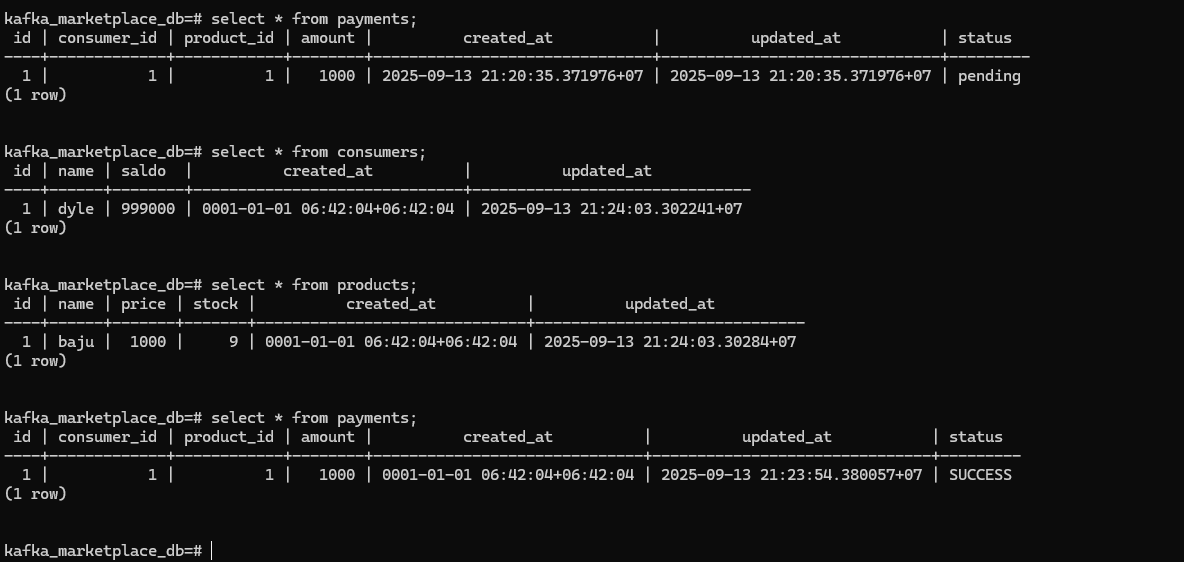 kafka_marketplace_db=# select * from payments;
 id | consumer_id | product_id | amount |          created_at           |          updated_at           | status
----+-------------+------------+--------+-------------------------------+-------------------------------+---------
  1 |           1 |          1 |   1000 | 2025-09-13 21:20:35.371976+07 | 2025-09-13 21:20:35.371976+07 | pending
(1 row)
kafka_marketplace_db=# select * from consumers;
 id | name | saldo  |          created_at          |          updated_at
----+------+--------+------------------------------+-------------------------------
  1 | dyle | 999000 | 0001-01-01 06:42:04+06:42:04 | 2025-09-13 21:24:03.302241+07
(1 row)
kafka_marketplace_db=# select * from products;
 id | name | price | stock |          created_at          |          updated_at
----+------+-------+-------+------------------------------+------------------------------
  1 | baju |  1000 |     9 | 0001-01-01 06:42:04+06:42:04 | 2025-09-13 21:24:03.30284+07
(1 row)
kafka_marketplace_db=# select * from payments;
 id | consumer_id | product_id | amount |          created_at          |          updated_at           | status
----+-------------+------------+--------+------------------------------+-------------------------------+---------
  1 |           1 |          1 |   1000 | 0001-01-01 06:42:04+06:42:04 | 2025-09-13 21:23:54.380057+07 | SUCCESS
(1 row)
kafka_marketplace_db=#